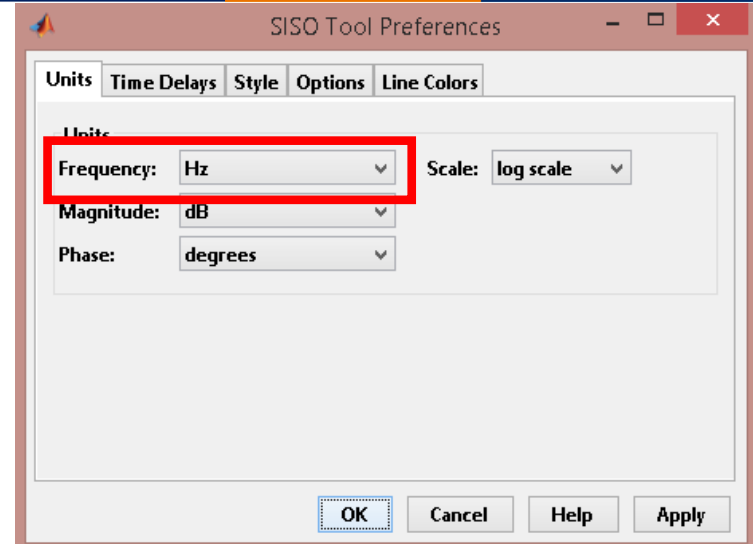 SISO Tool Preferences
Units Time Delays Style Options Line Colors
Units
Frequency: Hz Scale: log scale
Magnitude: dB
Phase: degrees
OK Cancel Help Apply